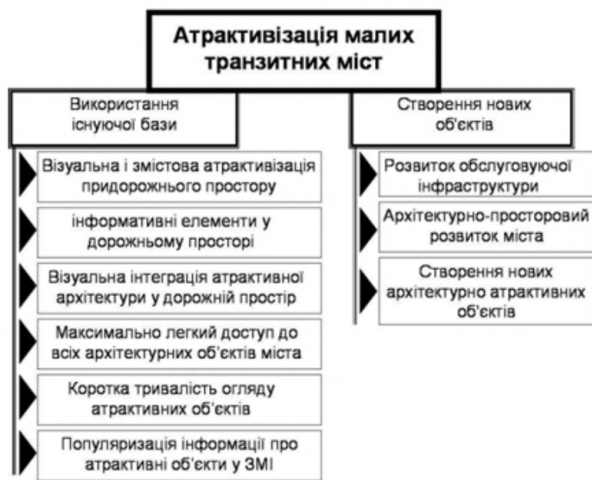 Атрактивізація малих
транзитних міст
Використання
існуючої бази
Візуальна і змістова атрактивізація
придорожнього простору
інформативні елементи у
дорожньому просторі
Візуальна інтеграція атрактивної
архітектури у дорожній простір
Максимально легкий доступ до
всіх архітектурних об'єктів міста
Коротка тривалість огляду
атрактивних об'єктів
Популяризація інформації про
атрактивні об'єкти у ЗМІ
Створення нових
об'єктів
Розвиток обслуговуючої
інфраструктури
Архітектурно-просторовий
розвиток міста
Створення нових
архітектурно атрактивних
об'єктів